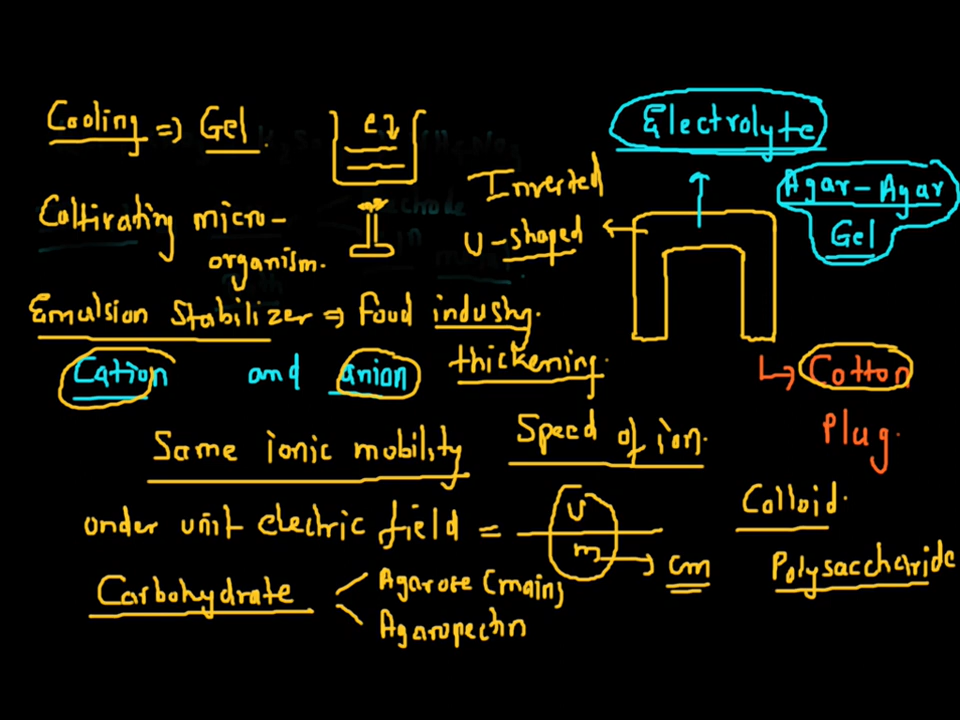 Cooling => Gel.
Electrolyte
Agar-Agar
Gel
Inverted
U-shaped
Cultivating micro-
organism.
Emulsion Stabilizer => Food industry.
thickening.
Cation and anion
Cotton
Plug.
Same ionic mobility
Speed of ion.
under unit electric field = V
m → cm
Colloid.
Polysaccharide
Carbohydrate
Agarose (main)
Agaropectin